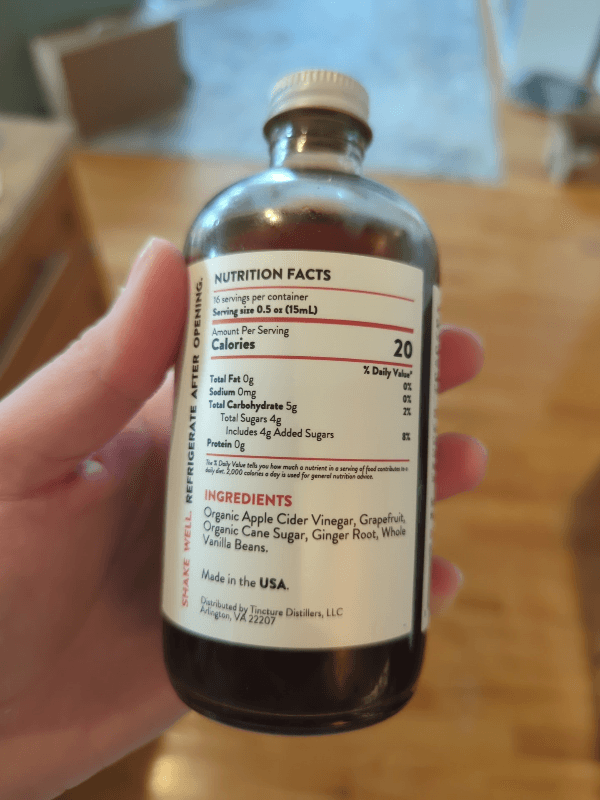 NUTRITION FACTS
16 servings per container
Serving size 0.5 oz (15mL)
Amount Per Serving
Calories 20
% Daily Value*
Total Fat 0g 0%
Sodium 0mg 0%
Total Carbohydrate 5g 2%
Total Sugars 4g
Includes 4g Added Sugars 8%
Protein 0g
The % Daily Value tells you how much a nutrient in a serving of food contributes to a
daily diet. 2,000 calories a day is used for general nutrition advice.
INGREDIENTS
Organic Apple Cider Vinegar, Grapefruit,
Organic Cane Sugar, Ginger Root, Whole
Vanilla Beans.
Made in the USA.
Distributed by Tincture Distillers, LLC
Arlington, VA 22207
SHAKE WELL. REFRIGERATE AFTER OPENING.